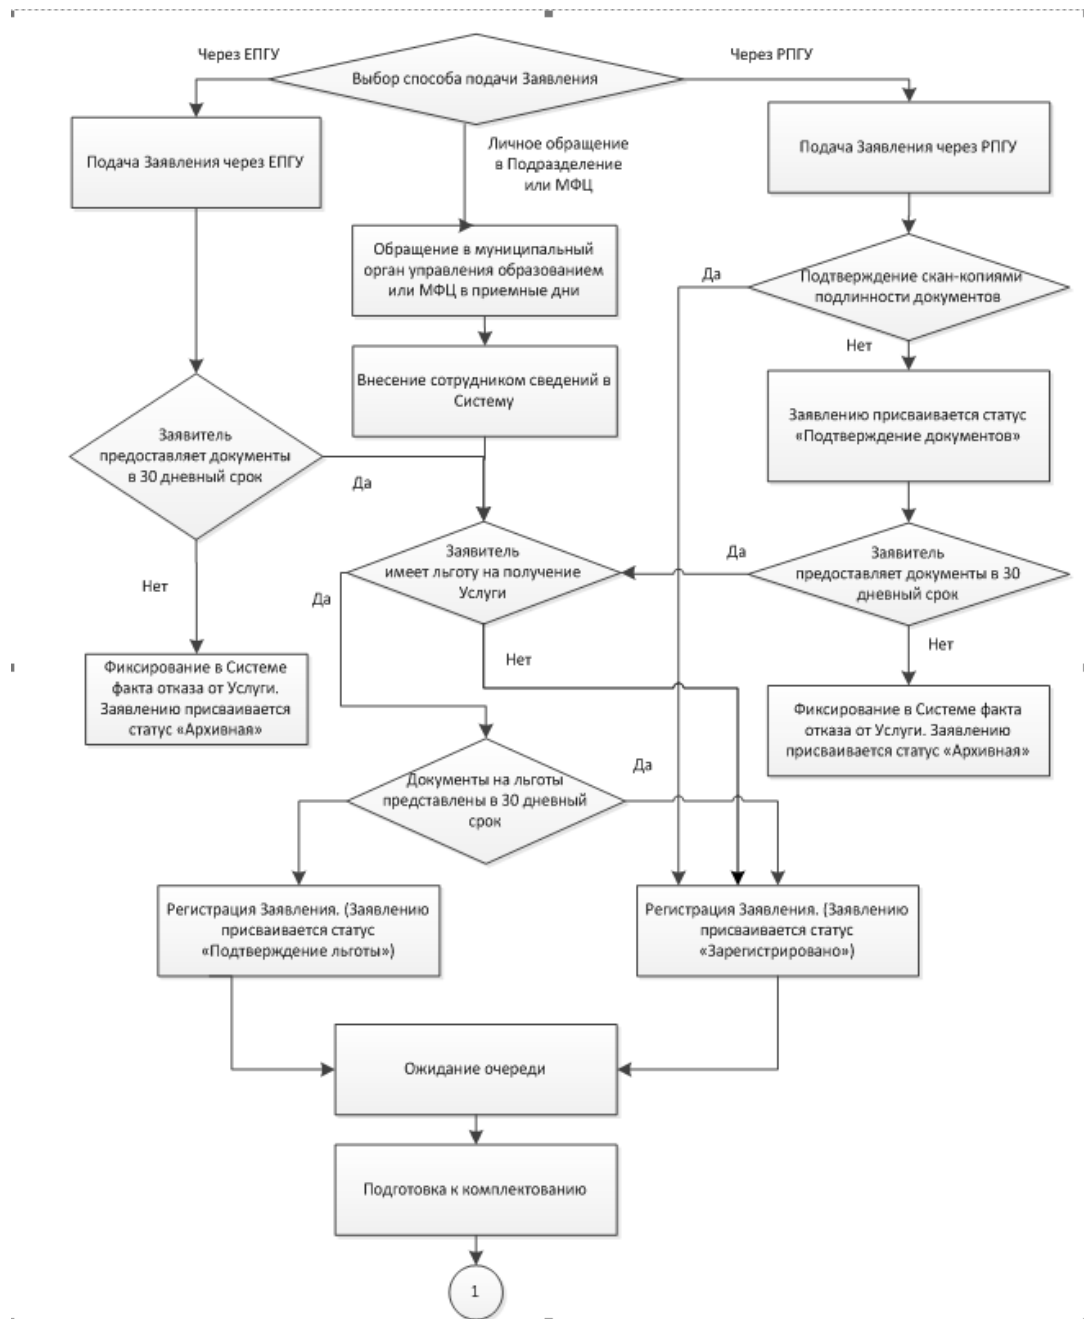 Через ЕПГУ
Через РПГУ
Выбор способа подачи Заявления
Подача Заявления через ЕПГУ
Личное обращение
в Подразделение
или МФЦ
Подача Заявления через РПГУ
Обращение в муниципальный
орган управления образованием
или МФЦ в приемные дни
Да
Подтверждение скан-копиями
подлинности документов
Нет
Внесение сотрудником сведений в
Систему
Заявлению присваивается статус
«Подтверждение документов»
Заявитель
предоставляет документы
в 30 дневный срок
Да
Заявитель
имеет льготу на получение
Услуги
Да
Заявитель
предоставляет документы в 30
дневный срок
Нет
Да
Нет
Нет
Фиксирование в Системе
факта отказа от Услуги.
Заявлению присваивается
статус «Архивная»
Фиксирование в Системе факта
отказа от Услуги. Заявлению
присваивается статус «Архивная»
Документы на льготы
представлены в 30 дневный
срок
Да
Регистрация Заявления. (Заявлению
присваивается статус
«Подтверждение льготы»)
Регистрация Заявления. (Заявлению
присваивается статус
«Зарегистрировано»)
Ожидание очереди
Подготовка к комплектованию
1